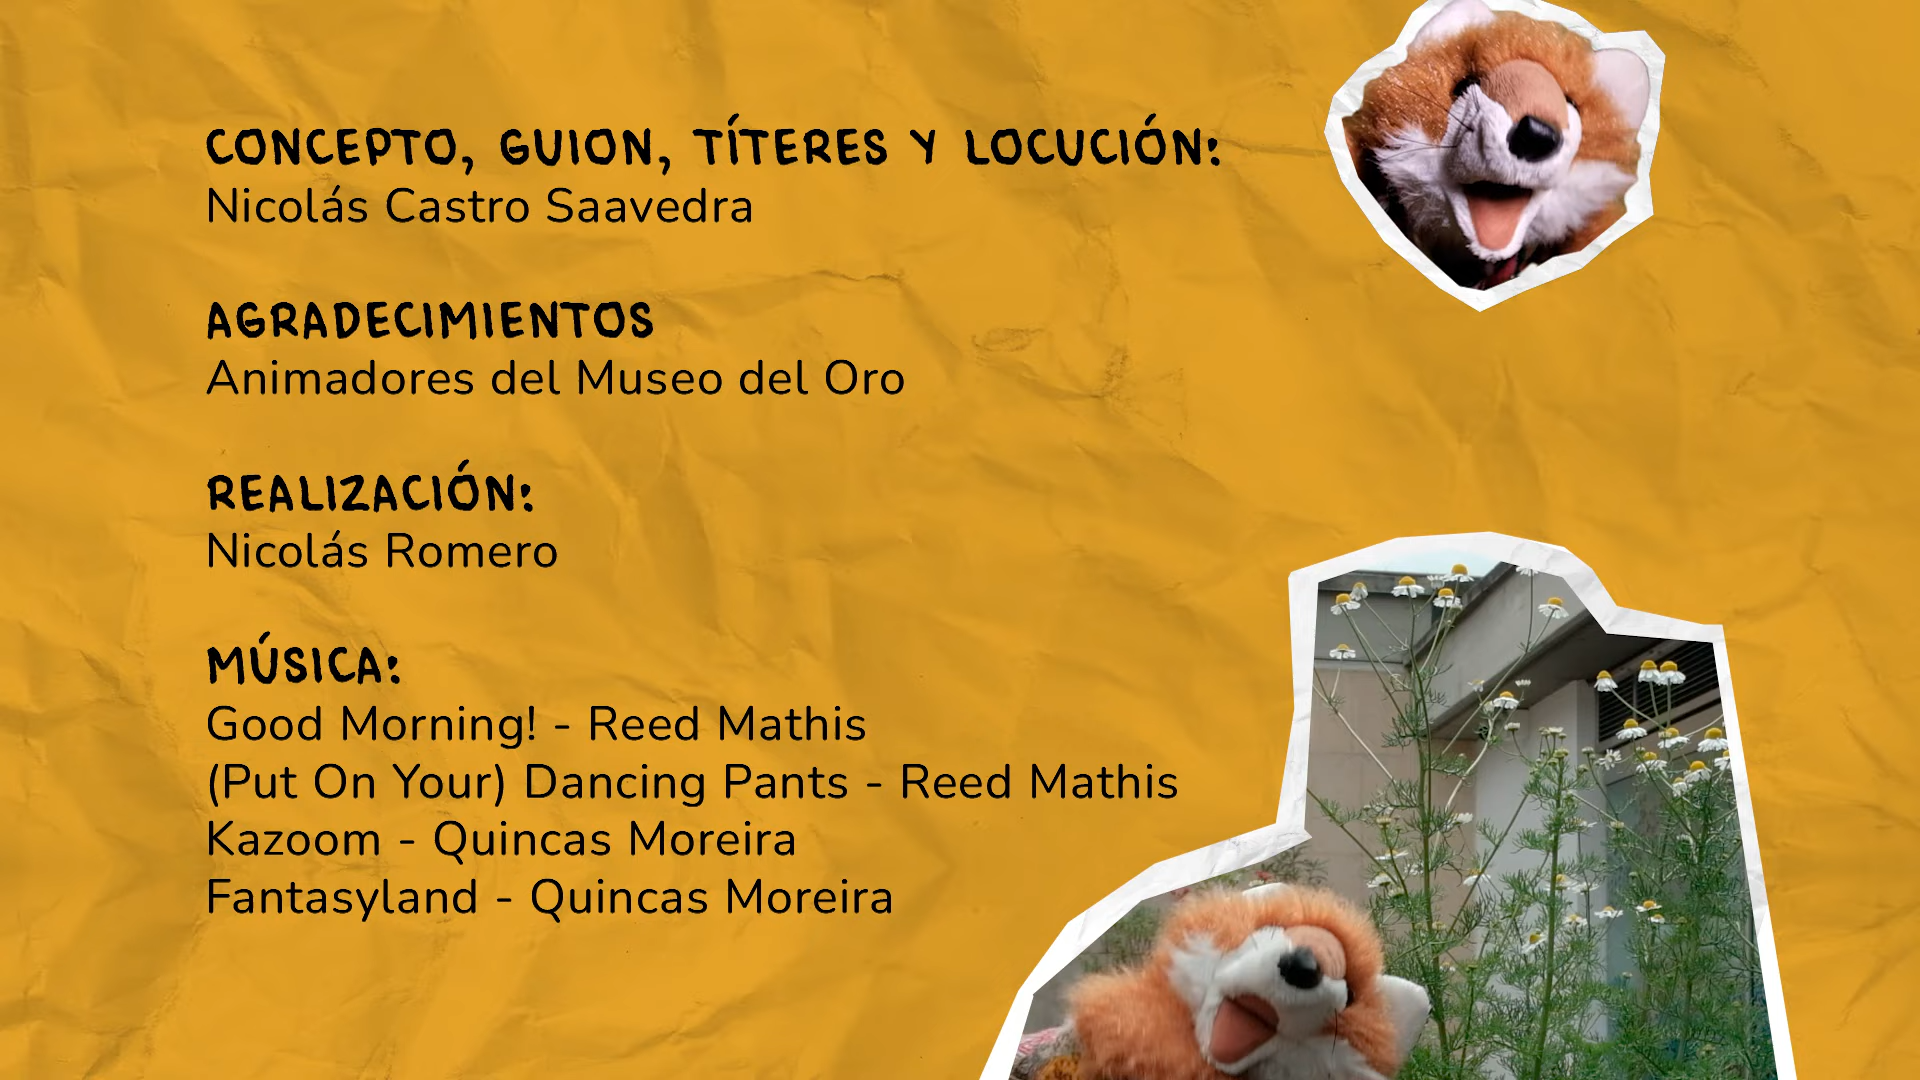 CONCEPTO, GUION, TÍTERES Y LOCUCIÓN:
Nicolás Castro Saavedra
AGRADECIMIENTOS
Animadores del Museo del Oro
REALIZACIÓN:
Nicolás Romero
MÚSICA:
Good Morning! - Reed Mathis
(Put On Your) Dancing Pants - Reed Mathis
Kazoom - Quincas Moreira
Fantasyland - Quincas Moreira